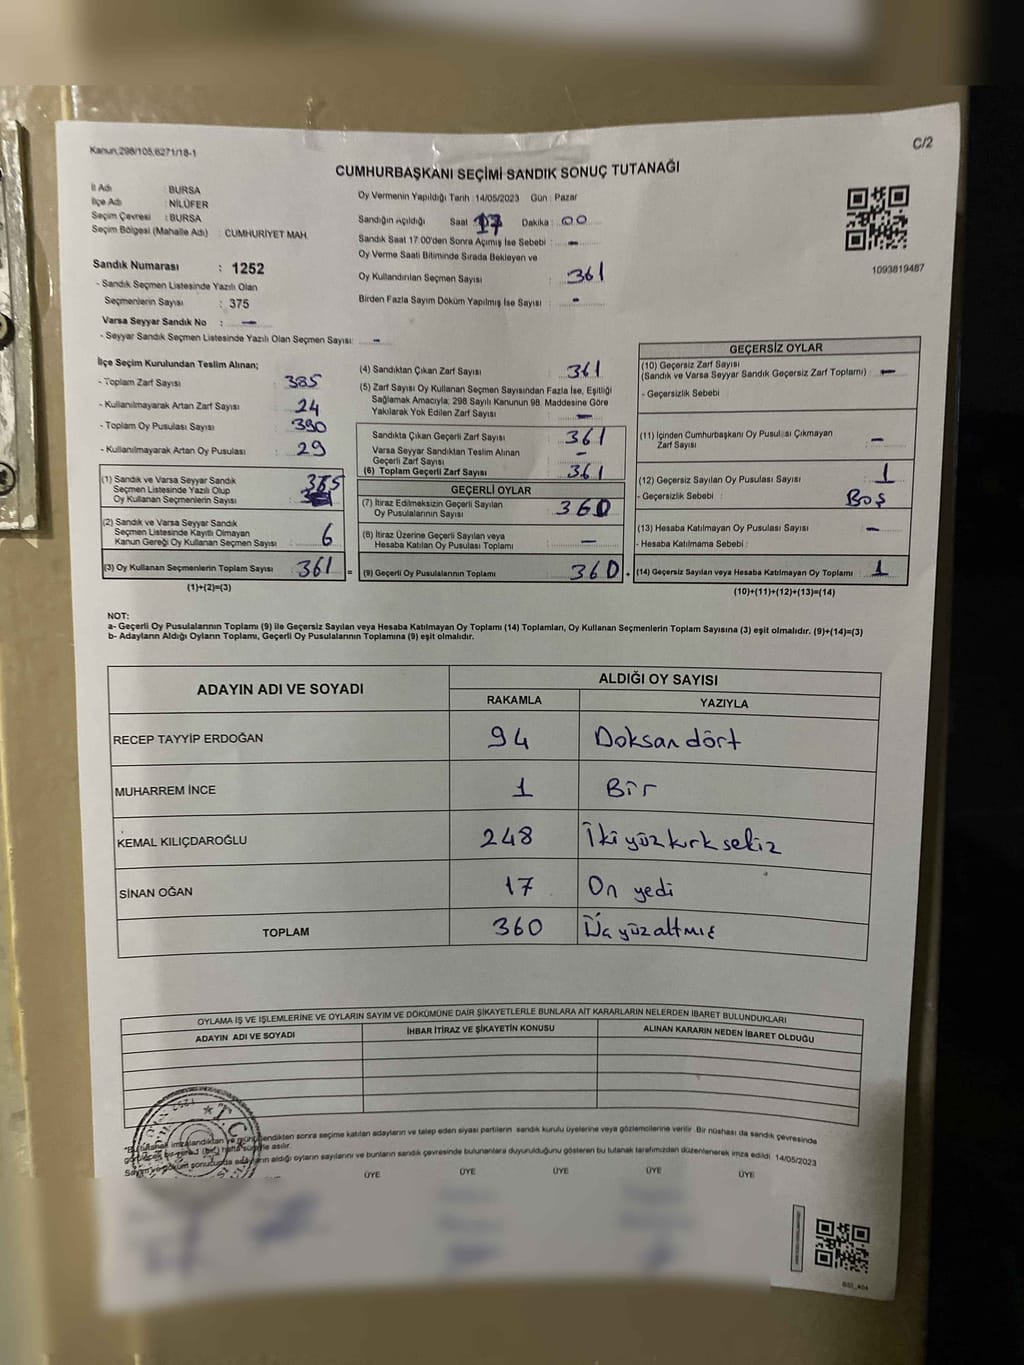 Kanun,298/105,6271/18-1
C/2
CUMHURBAŞKANI SEÇİMİ SANDIK SONUÇ TUTANAĞI
İl Adı : BURSA
İlçe Adı : NİLÜFER
Seçim Çevresi : BURSA
Seçim Bölgesi (Mahalle Adı) : CUMHURİYET MAH.
Sandık Numarası : 1252
- Sandık Seçmen Listesinde Yazılı Olan
Seçmenlerin Sayısı : 375
Varsa Seyyar Sandık No : -
- Seyyar Sandık Seçmen Listesinde Yazılı Olan Seçmen Sayısı: -
Oy Vermenin Yapıldığı Tarih :14/05/2023 Gün : Pazar
Sandığın Açıldığı Saat 17 Dakika : 00
Sandık Saat 17:00'den Sonra Açımış İse Sebebi : -
Oy Verme Saati Bitiminde Sırada Bekleyen ve
Oy Kullandırılan Seçmen Sayısı : 361
Birden Fazla Sayım Döküm Yapılmış İse Sayısı : -
1093819487
İlçe Seçim Kurulundan Teslim Alınan;
- Toplam Zarf Sayısı : 385
- Kullanılmayarak Artan Zarf Sayısı : 24
- Toplam Oy Pusulası Sayısı : 390
- Kullanılmayarak Artan Oy Pusulası : 29
(1) Sandık ve Varsa Seyyar Sandık
Seçmen Listesinde Yazılı Olup
Oy Kullanan Seçmenlerin Sayısı :
(2) Sandık ve Varsa Seyyar Sandık
Seçmen Listesinde Kayıtlı Olmayan
Kanun Gereği Oy Kullanan Seçmen Sayısı : 6
(3) Oy Kullanan Seçmenlerin Toplam Sayısı : 361 =
(1)+(2)=(3)
(4) Sandıktan Çıkan Zarf Sayısı : 361
(5) Zarf Sayısı Oy Kullanan Seçmen Sayısından Fazla İse, Eşitliği
Sağlamak Amacıyla; 298 Sayılı Kanunun 98. Maddesine Göre
Yakılarak Yok Edilen Zarf Sayısı : -
Sandıkta Çıkan Geçerli Zarf Sayısı : 361
Varsa Seyyar Sandıktan Teslim Alınan
Geçerli Zarf Sayısı : -
(6) Toplam Geçerli Zarf Sayısı : 361
GEÇERLİ OYLAR
(7) İtiraz Edilmeksizin Geçerli Sayılan
Oy Pusulalarının Sayısı : 360
(8) İtiraz Üzerine Geçerli Sayılan veya
Hesaba Katılan Oy Pusulası Toplamı : -
(9) Geçerli Oy Pusulalarının Toplamı : 360 +
GEÇERSİZ OYLAR
(10) Geçersiz Zarf Sayısı
(Sandık ve Varsa Seyyar Sandık Geçersiz Zarf Toplamı) : -
- Geçersizlik Sebebi :
(11) İçinden Cumhurbaşkanı Oy Pusulası Çıkmayan
Zarf Sayısı : -
(12) Geçersiz Sayılan Oy Pusulası Sayısı : 1
- Geçersizlik Sebebi : Boş
(13) Hesaba Katılmayan Oy Pusulası Sayısı : -
- Hesaba Katılmama Sebebi :
(14) Geçersiz Sayılan veya Hesaba Katılmayan Oy Toplamı : 1
(10)+(11)+(12)+(13)=(14)
NOT:
a- Geçerli Oy Pusulalarının Toplamı (9) ile Geçersiz Sayılan veya Hesaba Katılmayan Oy Toplamı (14) Toplamları, Oy Kullanan Seçmenlerin Toplam Sayısına (3) eşit olmalıdır. (9)+(14)=(3)
b- Adayların Aldığı Oyların Toplamı, Geçerli Oy Pusulalarının Toplamına (9) eşit olmalıdır.
ADAYIN ADI VE SOYADI
ALDIĞI OY SAYISI
RAKAMLA YAZIYLA
RECEP TAYYİP ERDOĞAN 94 Doksan dört
MUHARREM İNCE 1 Bir
KEMAL KILIÇDAROĞLU 248 İki yüz kırk sekiz
SİNAN OĞAN 17 On yedi
TOPLAM 360 Üç yüz altmış
OYLAMA İŞ VE İŞLEMLERİNE VE OYLARIN SAYIM VE DÖKÜMÜNE DAİR ŞİKAYETLERLE BUNLARA AİT KARARLARIN NELERDEN İBARET BULUNDUKLARI
ADAYIN ADI VE SOYADI İHBAR İTİRAZ VE ŞİKAYETİN KONUSU ALINAN KARARIN NEDEN İBARET OLDUĞU
*T.C.
*Bu tutanak imzalandıktan ve mühürlendikten sonra seçime katılan adayların ve talep eden siyasi partilerin sandık kurulu üyelerine veya gözlemcilerine verilir. Bir nüshası da sandık çevresinde
görülebilecek bir yere 1 (bir) hafta süreyle asılır.
Sayım ve döküm sonucunda adayların aldığı oyların sayılarını ve bunların sandık çevresinde bulunanlara duyurulduğunu gösteren bu tutanak tarafımızdan düzenlenerek imza edildi. 14/05/2023
ÜYE ÜYE ÜYE ÜYE ÜYE